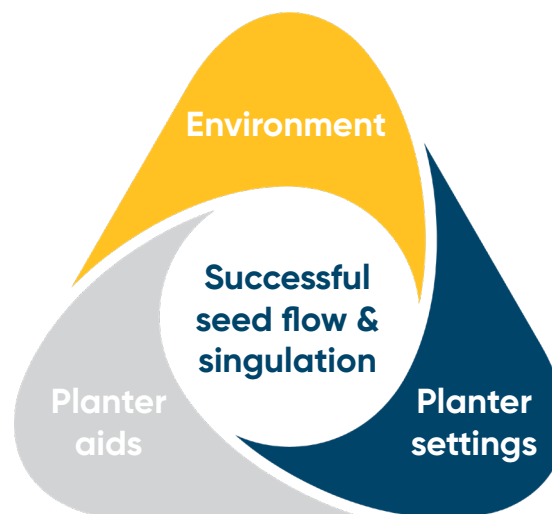 Environment
Successful
seed flow &
singulation
Planter
aids
Planter
settings